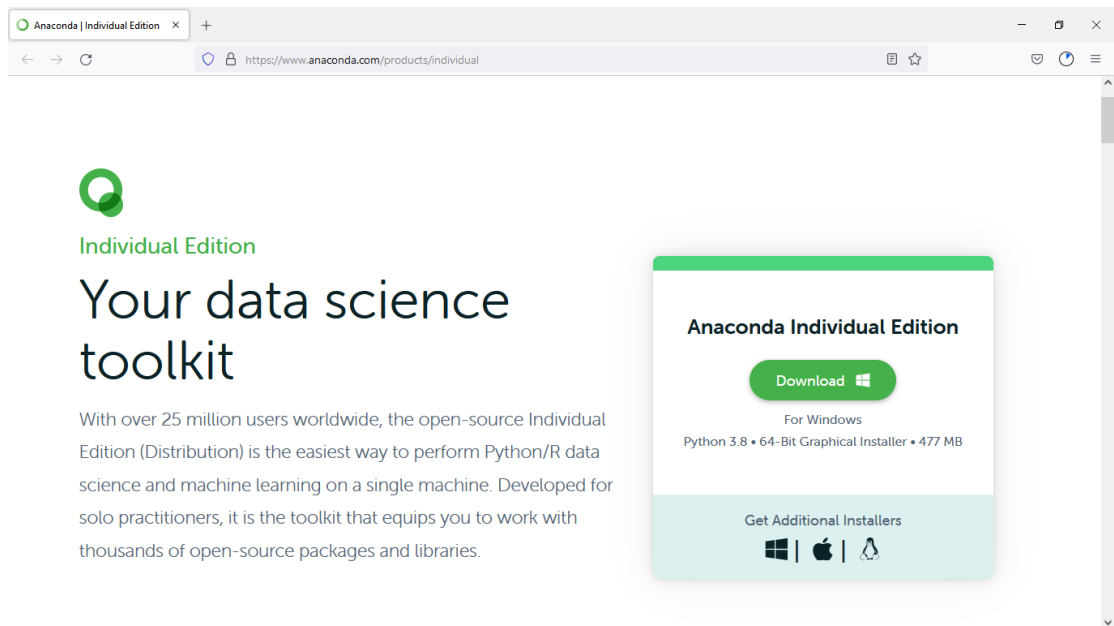 Anaconda | Individual Edition
https://www.anaconda.com/products/individual
Individual Edition
Your data science
toolkit
With over 25 million users worldwide, the open-source Individual
Edition (Distribution) is the easiest way to perform Python/R data
science and machine learning on a single machine. Developed for
solo practitioners, it is the toolkit that equips you to work with
thousands of open-source packages and libraries.
Anaconda Individual Edition
Download
For Windows
Python 3.8 • 64-Bit Graphical Installer • 477 MB
Get Additional Installers
| |